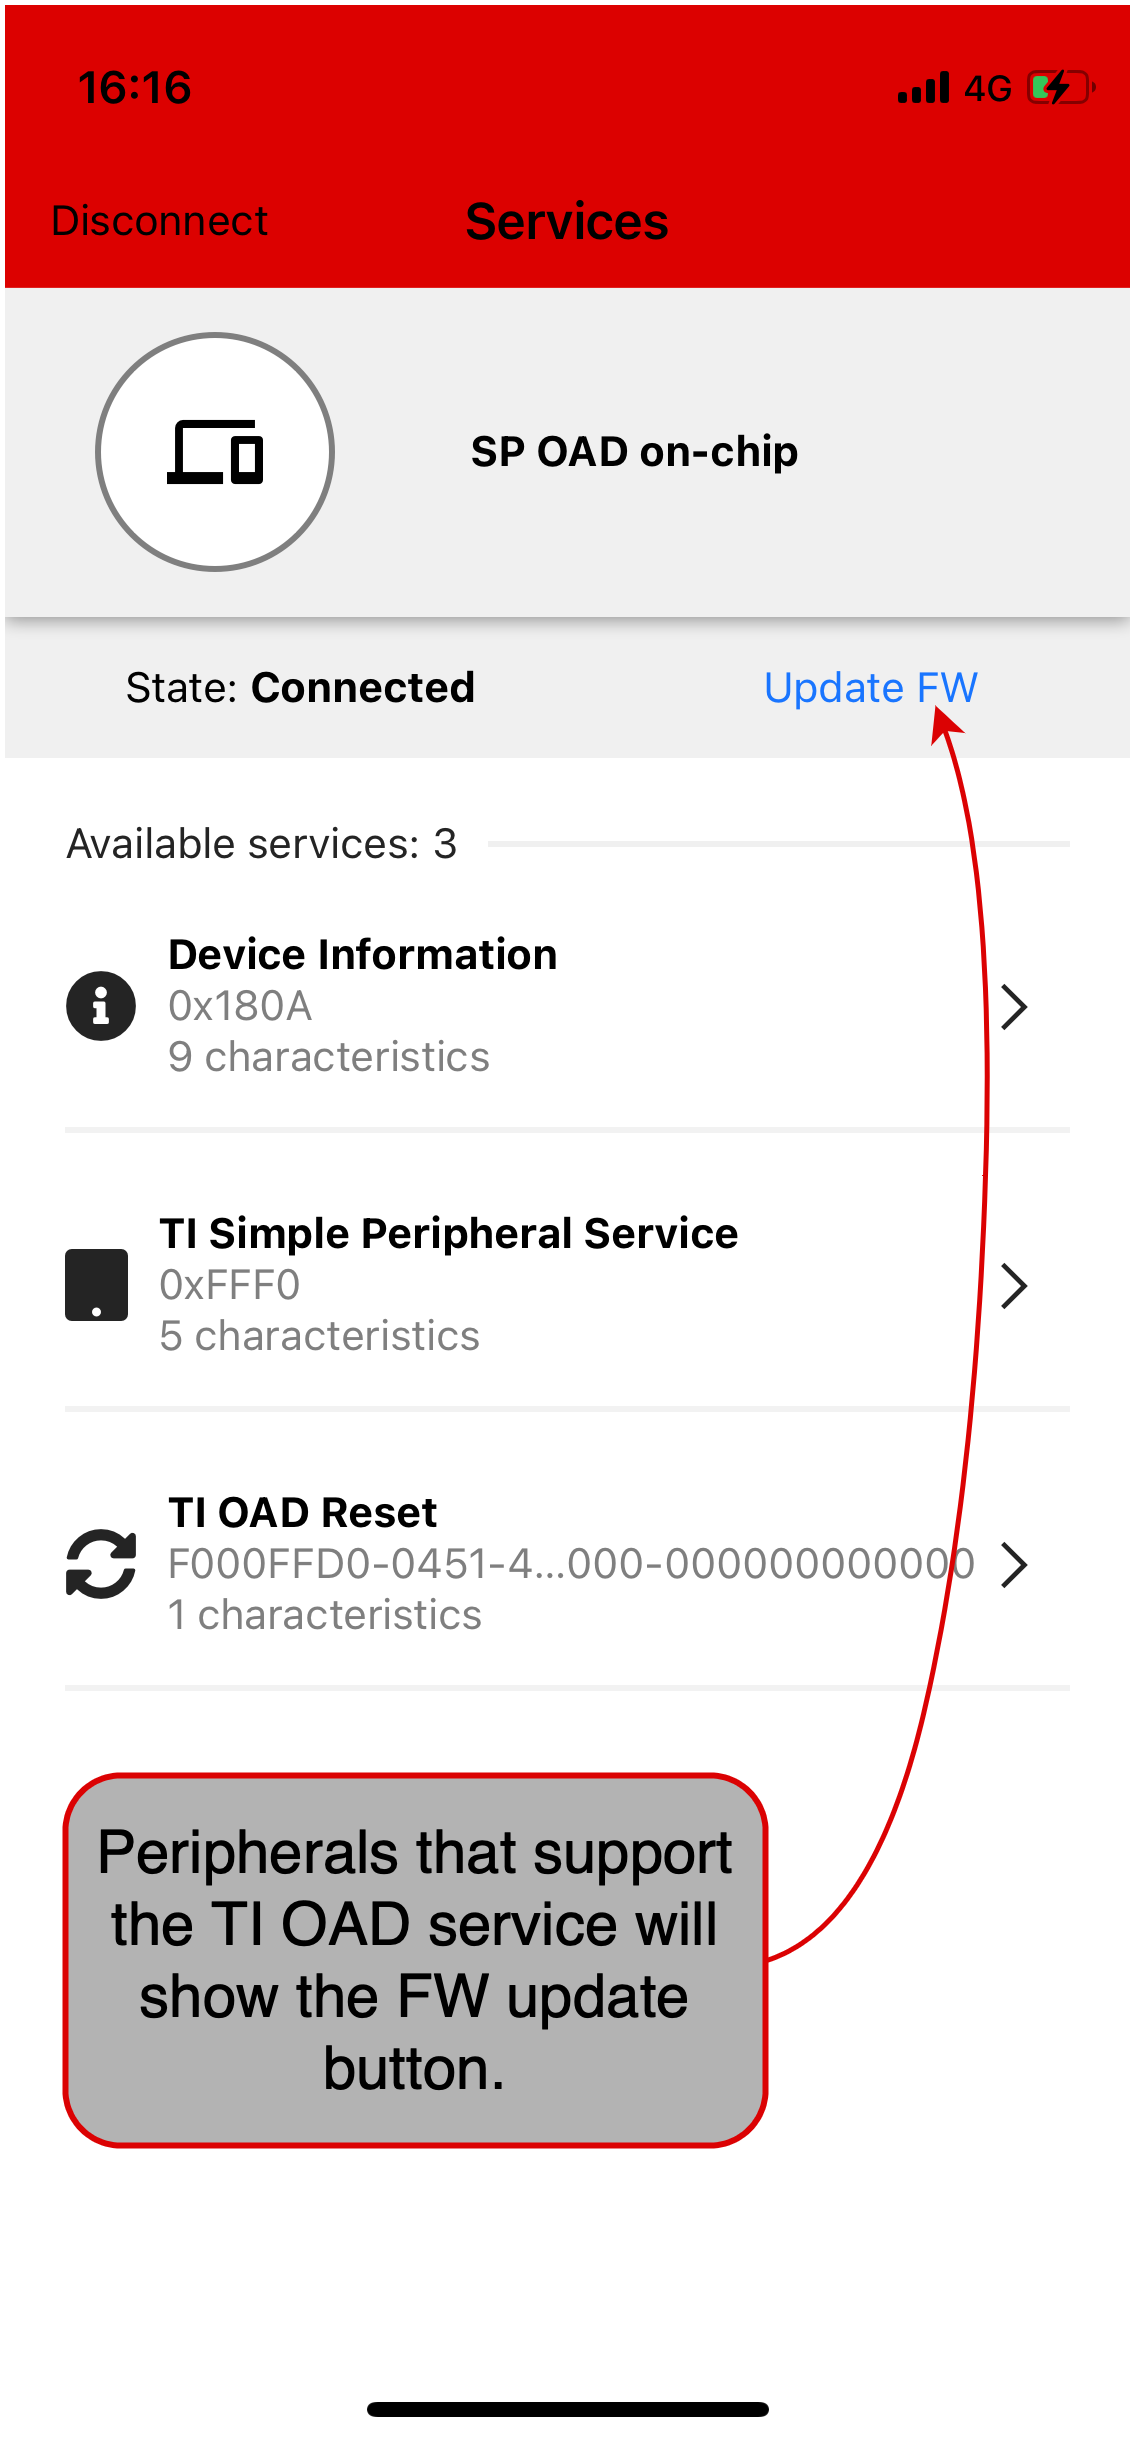 16:16
4G
Disconnect
Services
SP OAD on-chip
State: Connected
Update FW
Available services: 3
Device Information
0x180A
9 characteristics
TI Simple Peripheral Service
0xFFF0
5 characteristics
TI OAD Reset
F000FFD0-0451-4...000-000000000000
1 characteristics
Peripherals that support
the TI OAD service will
show the FW update
button.